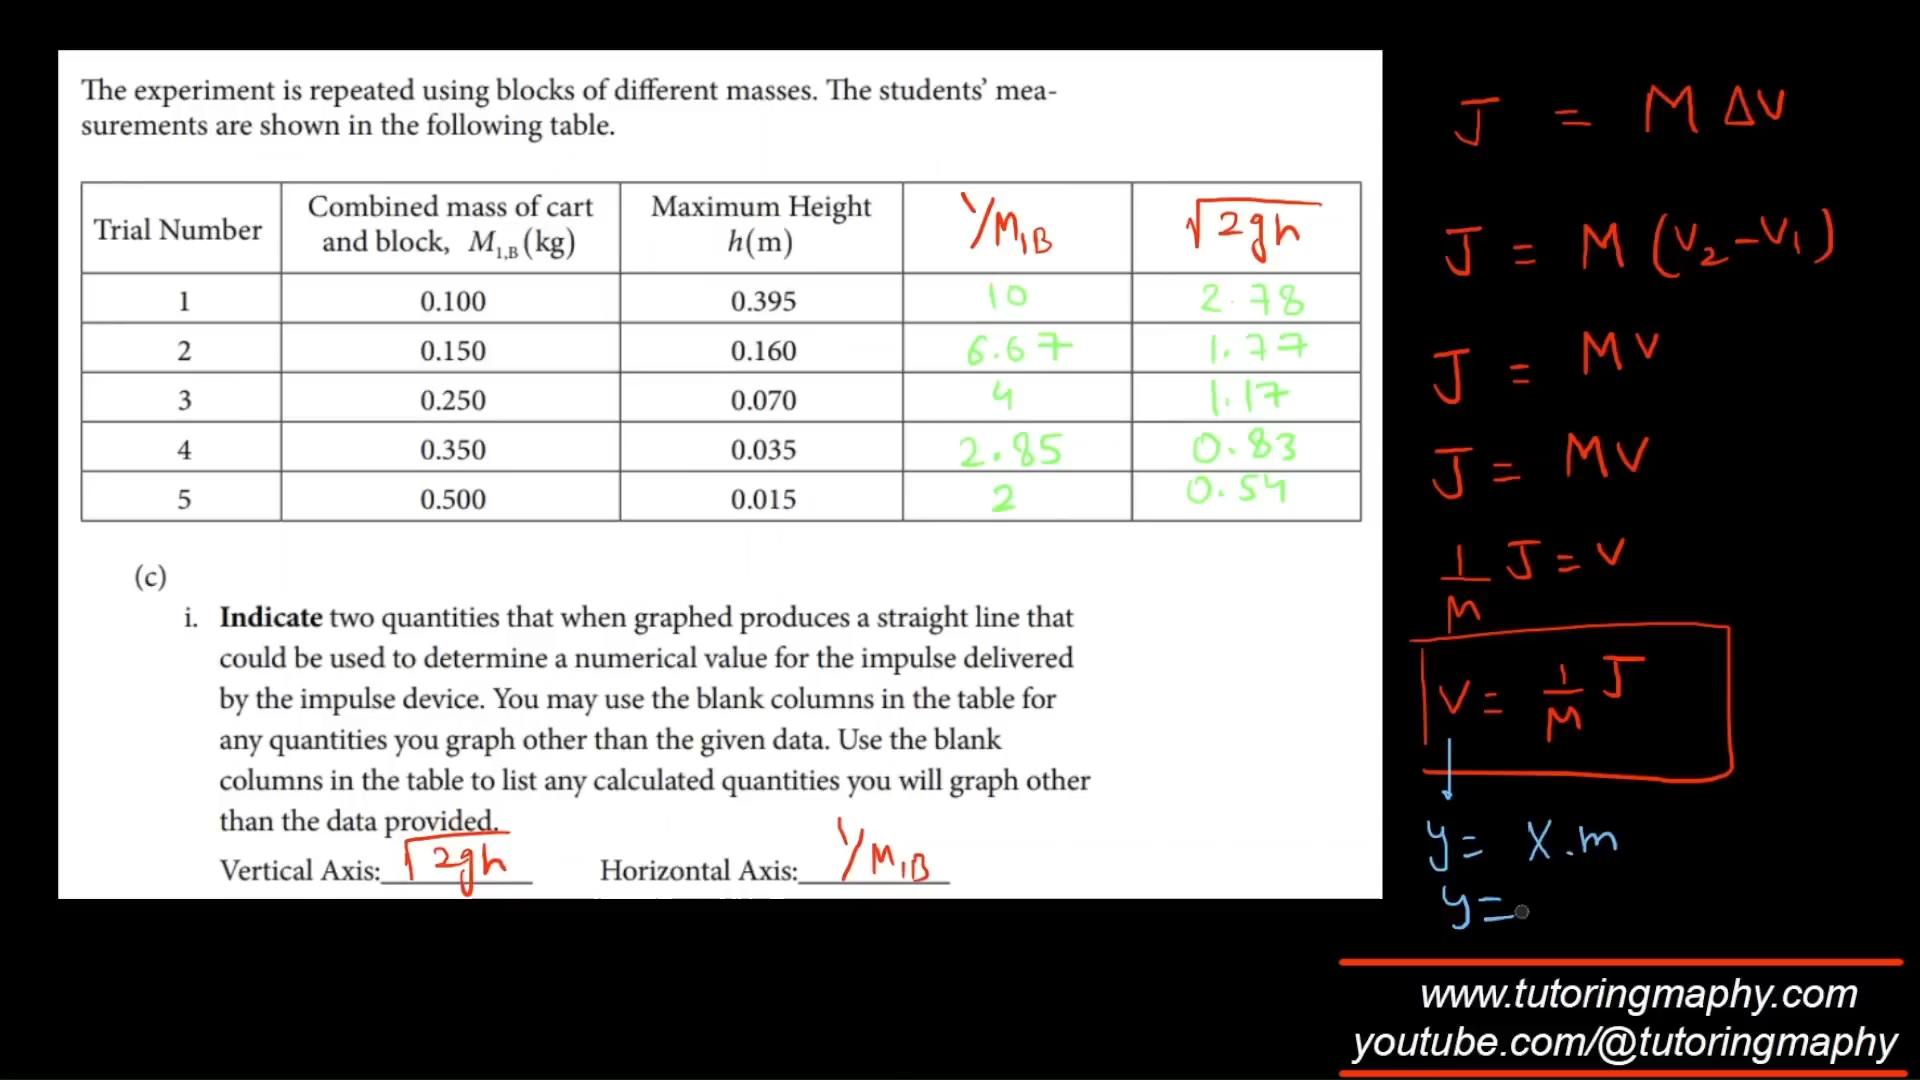 The experiment is repeated using blocks of different masses. The students’ mea-
surements are shown in the following table.
Trial Number | Combined mass of cart and block, M1,B (kg) | Maximum Height h(m) | 1/M1B | √2gh
1 | 0.100 | 0.395 | 10 | 2.78
2 | 0.150 | 0.160 | 6.67 | 1.77
3 | 0.250 | 0.070 | 4 | 1.17
4 | 0.350 | 0.035 | 2.85 | 0.83
5 | 0.500 | 0.015 | 2 | 0.54
(c)
i. Indicate two quantities that when graphed produces a straight line that
could be used to determine a numerical value for the impulse delivered
by the impulse device. You may use the blank columns in the table for
any quantities you graph other than the given data. Use the blank
columns in the table to list any calculated quantities you will graph other
than the data provided.
Vertical Axis: √2gh Horizontal Axis: 1/M1B
J = M ΔV
J = M (V2-V1)
J = MV
J = MV
1/M J = V
V = 1/M J
y = X.m
y=
www.tutoringmaphy.com
youtube.com/@tutoringmaphy